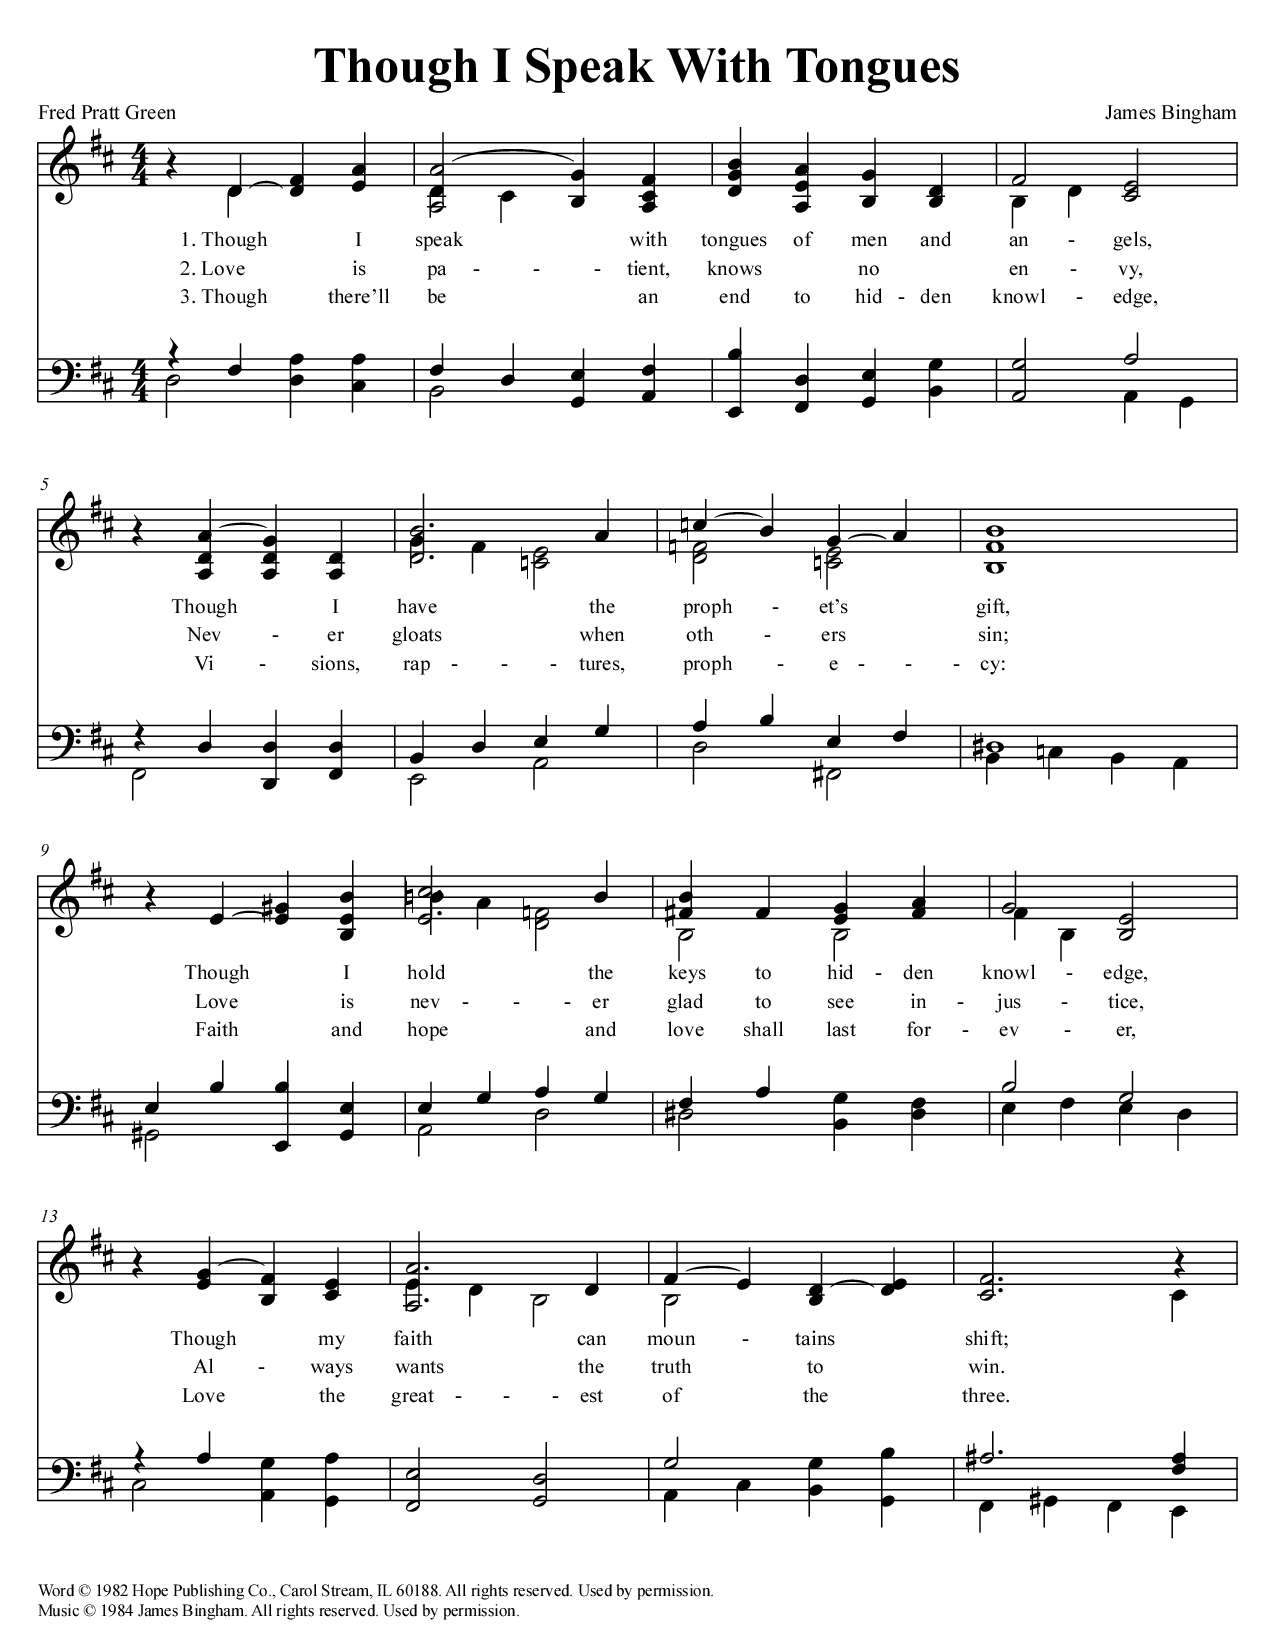 Though I Speak With Tongues
Fred Pratt Green
James Bingham
4 4
1. Though I speak with tongues of men and an - gels,
2. Love is pa - - - tient, knows no en - vy,
3. Though there’ll be an end to hid - den knowl - edge,
4 4
5
Though I have the proph - et’s gift,
Nev - er gloats when oth - ers sin;
Vi - sions, rap - - - tures, proph - e - - - cy:
9
Though I hold the keys to hid - den knowl - edge,
Love is nev - - - er glad to see in - jus - tice,
Faith and hope and love shall last for - ev - er,
13
Though my faith can moun - tains shift;
Al - ways wants the truth to win.
Love the great - - - est of the three.
Word © 1982 Hope Publishing Co., Carol Stream, IL 60188. All rights reserved. Used by permission.
Music © 1984 James Bingham. All rights reserved. Used by permission.